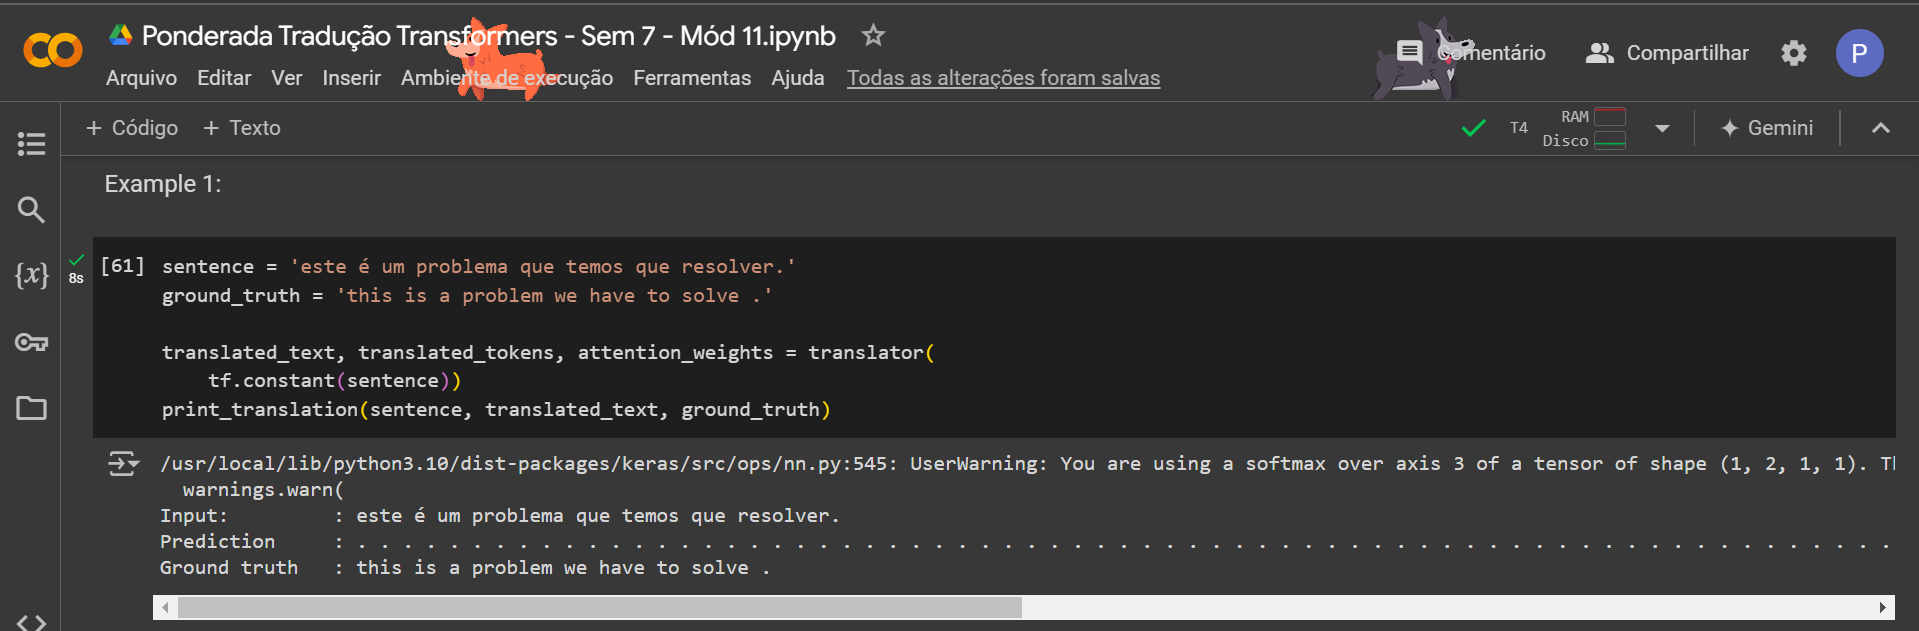 Ponderada Tradução Transformers - Sem 7 - Mód 11.ipynb
Comentário
Compartilhar
P
Arquivo Editar Ver Inserir Ambiente de execução Ferramentas Ajuda Todas as alterações foram salvas
+ Código + Texto
T4
RAM
Disco
Gemini
Example 1:
8s
[61] sentence = 'este é um problema que temos que resolver.'
ground_truth = 'this is a problem we have to solve .'
translated_text, translated_tokens, attention_weights = translator(
    tf.constant(sentence))
print_translation(sentence, translated_text, ground_truth)
/usr/local/lib/python3.10/dist-packages/keras/src/ops/nn.py:545: UserWarning: You are using a softmax over axis 3 of a tensor of shape (1, 2, 1, 1).
  warnings.warn(
Input:         : este é um problema que temos que resolver.
Prediction     : . . . . . . . . . . . . . . . . . . . . . . . . . . . . . . . . . . . . . . . . . . . . . . . . . . . . . . . . . . . . . . . . . . .
Ground truth   : this is a problem we have to solve .